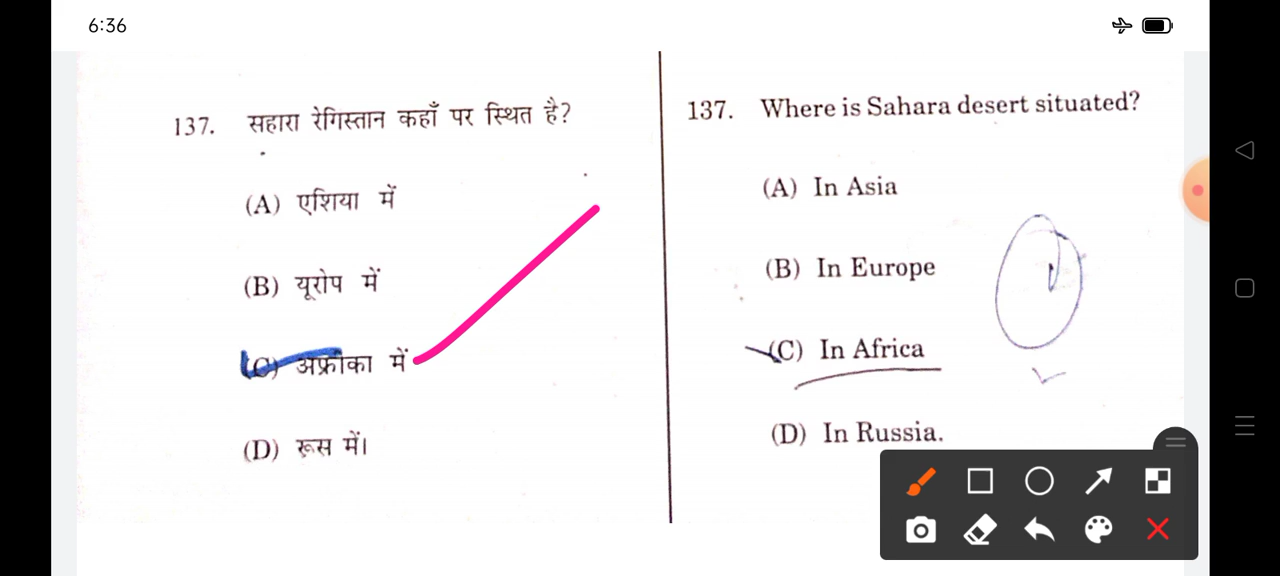 6:36
137. सहारा रेगिस्तान कहाँ पर स्थित है?
(A) एशिया में
(B) यूरोप में
(C) अफ्रीका में
(D) रूस में।
137. Where is Sahara desert situated?
(A) In Asia
(B) In Europe
(C) In Africa
(D) In Russia.